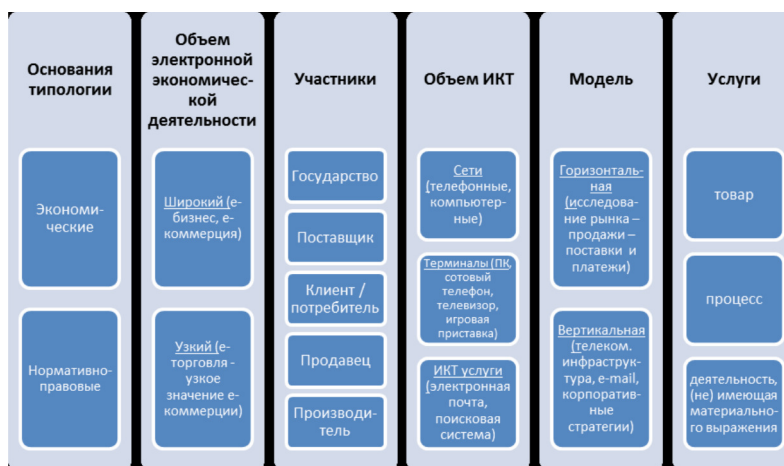 Основания
типологии
Экономи-
ческие
Нормативно-
правовые
Объем
электронной
экономичес-
кой
деятельности
Широкий (е-
бизнес, е-
коммерция)
Узкий (е-
торговля -
узкое
значение е-
коммерции)
Участники
Государство
Поставщик
Клиент /
потребитель
Продавец
Производи-
тель
Объем ИКТ
Сети
(телефонные,
компьютер-
ные)
Терминалы (ПК,
сотовый
телефон,
телевизор,
игровая
приставка)
ИКТ услуги
(электронная
почта,
поисковая
система)
Модель
Горизонталь-
ная
(исследова-
ние рынка –
продажи –
поставки и
платежи)
Вертикальная
(телеком.
инфраструк-
тура, e-mail,
корпоратив-
ные
стратегии)
Услуги
товар
процесс
деятельность,
(не) имеющая
материально-
го выражения